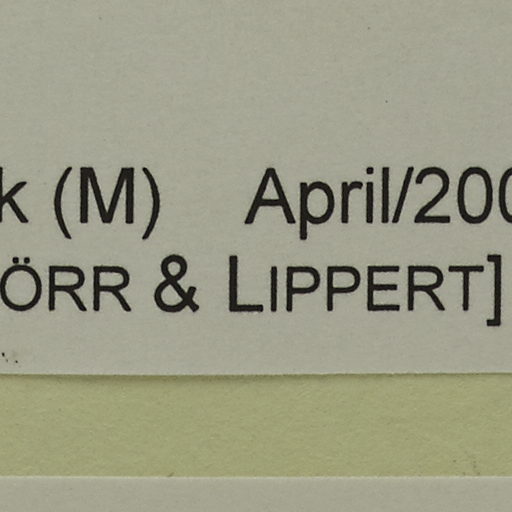 k (M) April/200
ÖRR & LIPPERT]